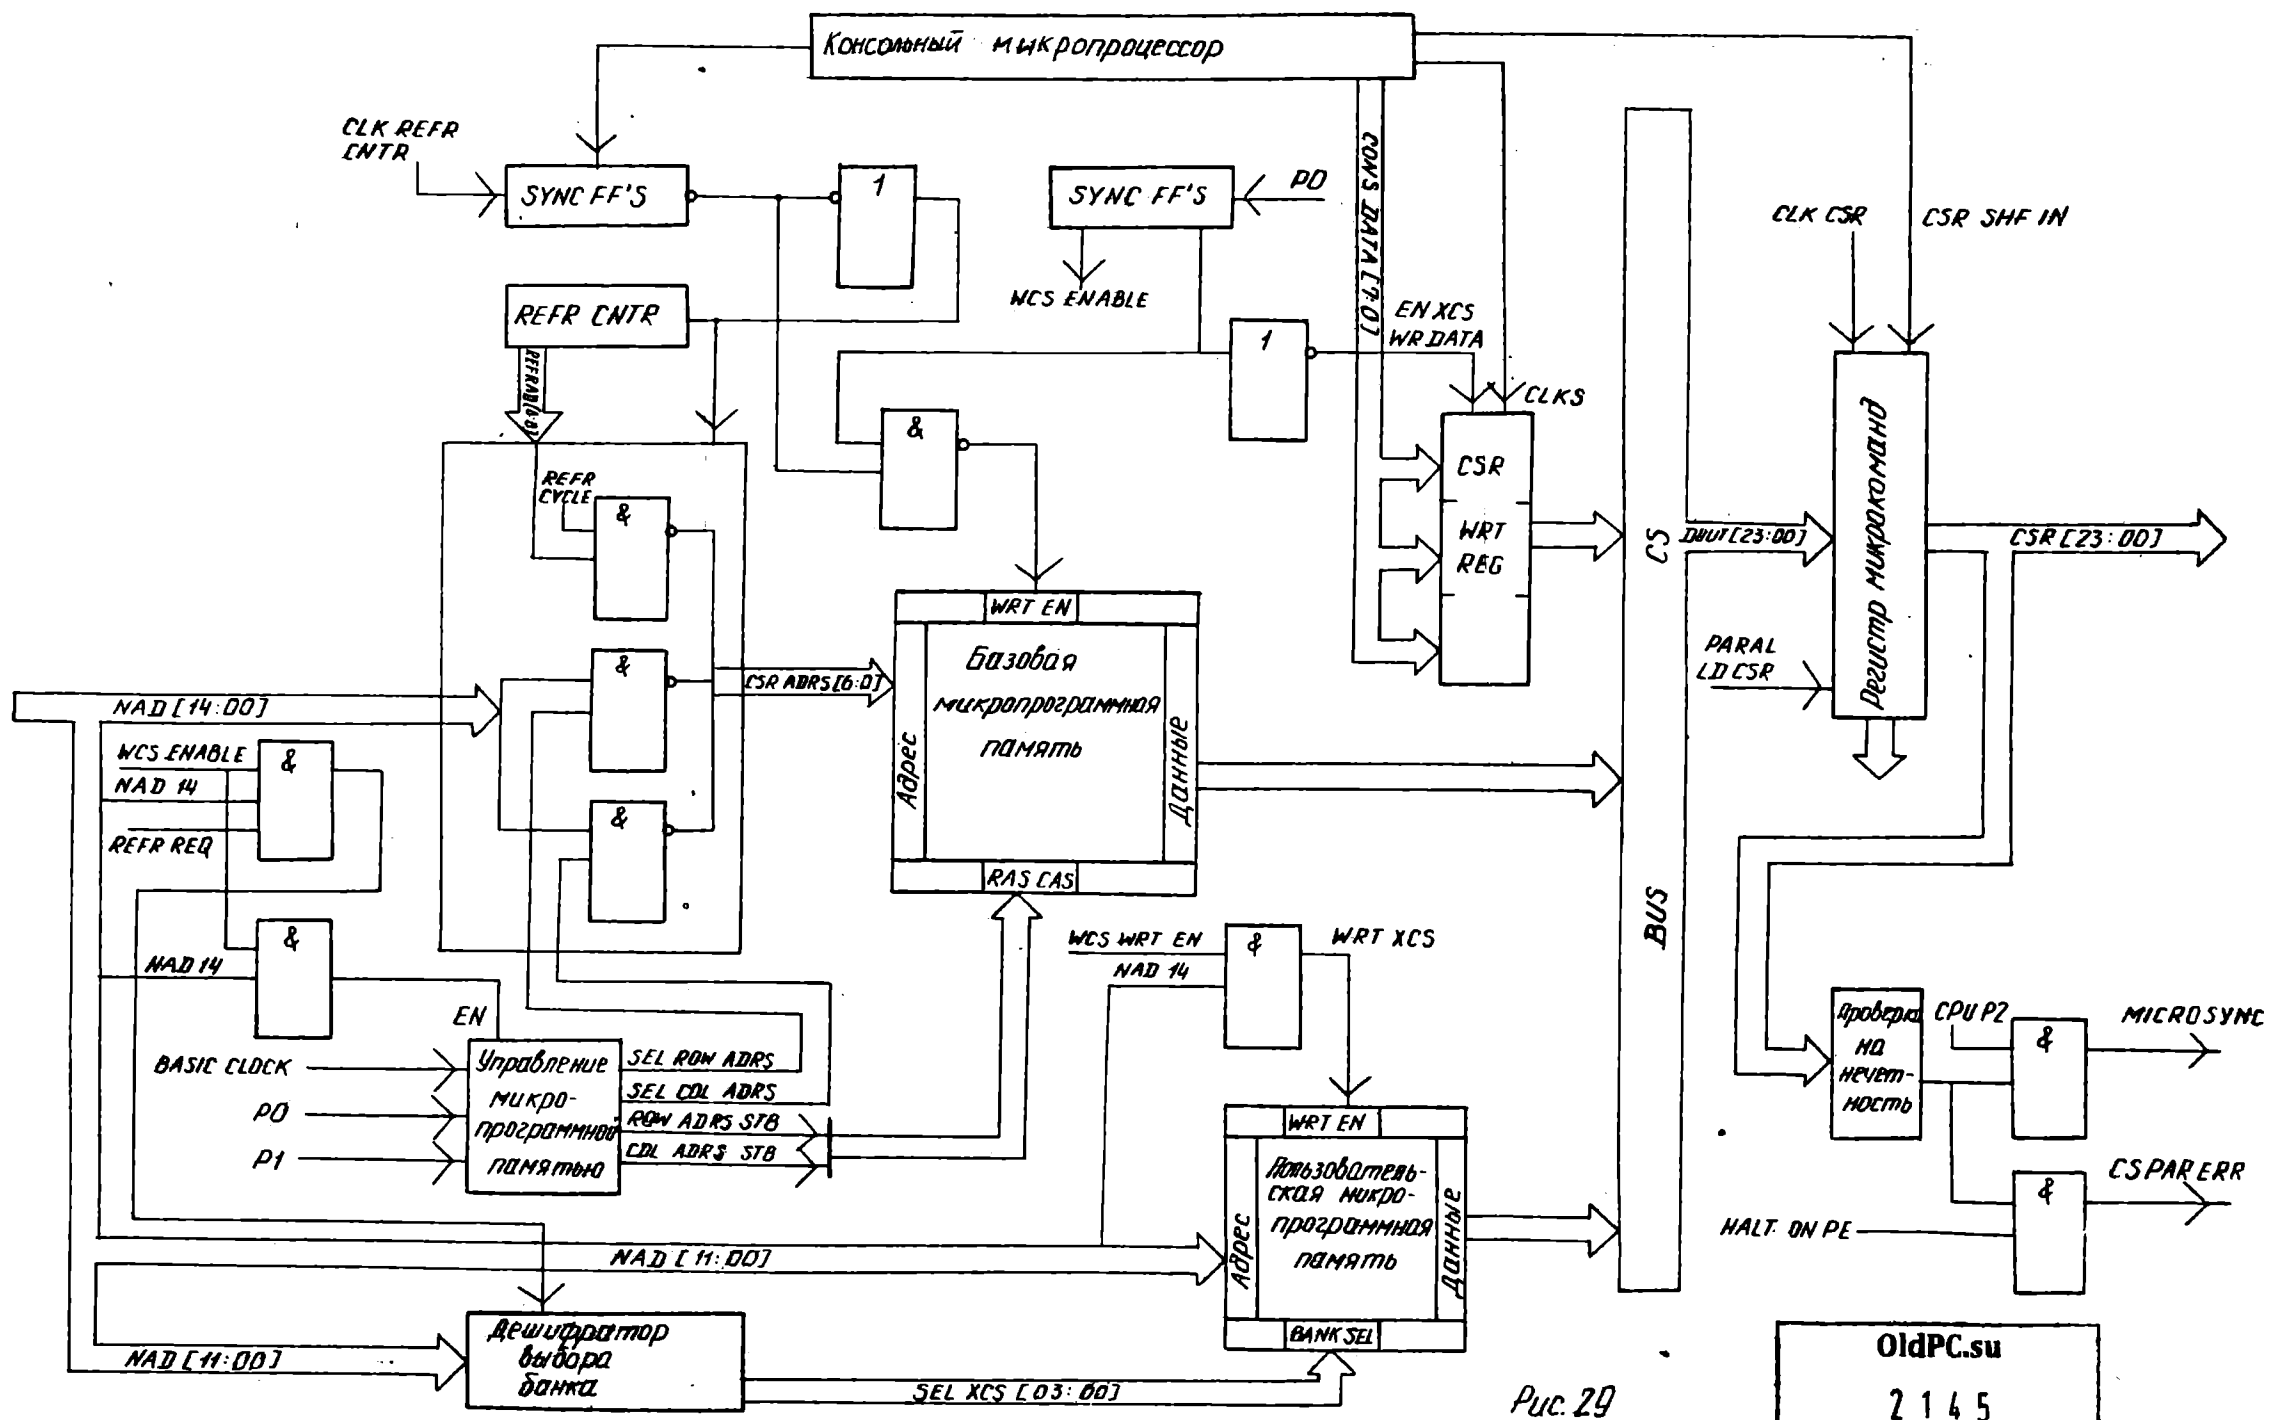 Консольный микропроцессор
CLK REFR
CNTR
SYNC FF'S
1
SYNC FF'S
P0
CONS DATA [7:0]
CLK CSR
CSR SHF IN
WCS ENABLE
REFR CNTR
1
EN XCS
WR DATA
CLKS
&
REFR
CYCLE
&
CSR
WRT
REG
CS
BUS
DOUT [23:00]
Регистр микрокоманд
CSR [23:00]
PARAL
LD CSR
NAD [14:00]
&
CSR ADRS [6:0]
WRT EN
Базовая
микропрограммная
память
Адрес
Данные
RAS CAS
WCS ENABLE
NAD 14
REFR REQ
&
&
&
NAD 14
EN
BASIC CLOCK
P0
P1
Управление
микро-
программной
памятью
SEL ROW ADRS
SEL COL ADRS
ROW ADRS STB
COL ADRS STB
WCS WRT EN
NAD 14
&
WRT XCS
WRT EN
Пользователь-
ская микро-
программная
память
Адрес
Данные
BANK SEL
Проверка
на
нечет-
ность
CPU P2
&
MICROSYNC
&
CS PAR ERR
HALT ON PE
NAD [11:00]
NAD [11:00]
Дешифратор
выбора
банка
SEL XCS [03:00]
Рис. 29
OldPC.su
2145